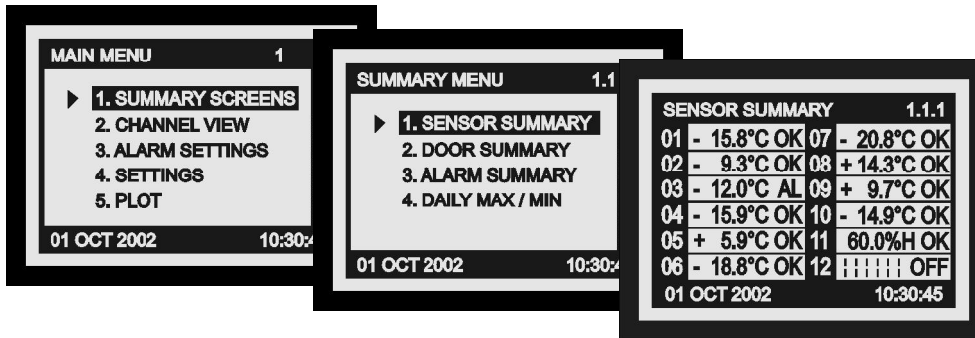 MAIN MENU 1
1. SUMMARY SCREENS
2. CHANNEL VIEW
3. ALARM SETTINGS
4. SETTINGS
5. PLOT
01 OCT 2002 10:30:4
SUMMARY MENU 1.1
1. SENSOR SUMMARY
2. DOOR SUMMARY
3. ALARM SUMMARY
4. DAILY MAX / MIN
01 OCT 2002 10:30:4
SENSOR SUMMARY 1.1.1
01 - 15.8°C OK 07 - 20.8°C OK
02 - 9.3°C OK 08 + 14.3°C OK
03 - 12.0°C AL 09 + 9.7°C OK
04 - 15.9°C OK 10 - 14.9°C OK
05 + 5.9°C OK 11 60.0%H OK
06 - 18.8°C OK 12 ¦¦¦¦¦¦ OFF
01 OCT 2002 10:30:45